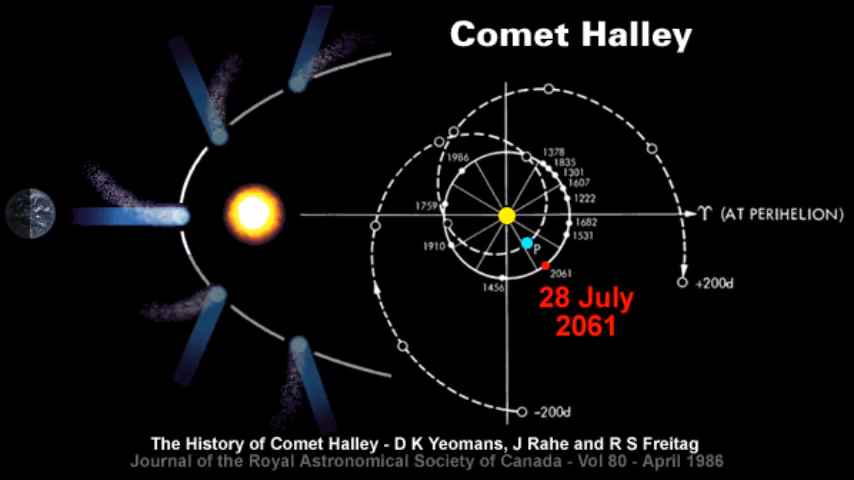 Comet Halley
1378
1835
1986
1301
1607
1222
1759
♈ (AT PERIHELION)
1682
1531
1910
P
2061
+200d
1456
28 July
2061
-200d
The History of Comet Halley - D K Yeomans, J Rahe and R S Freitag
Journal of the Royal Astronomical Society of Canada - Vol 80 - April 1986